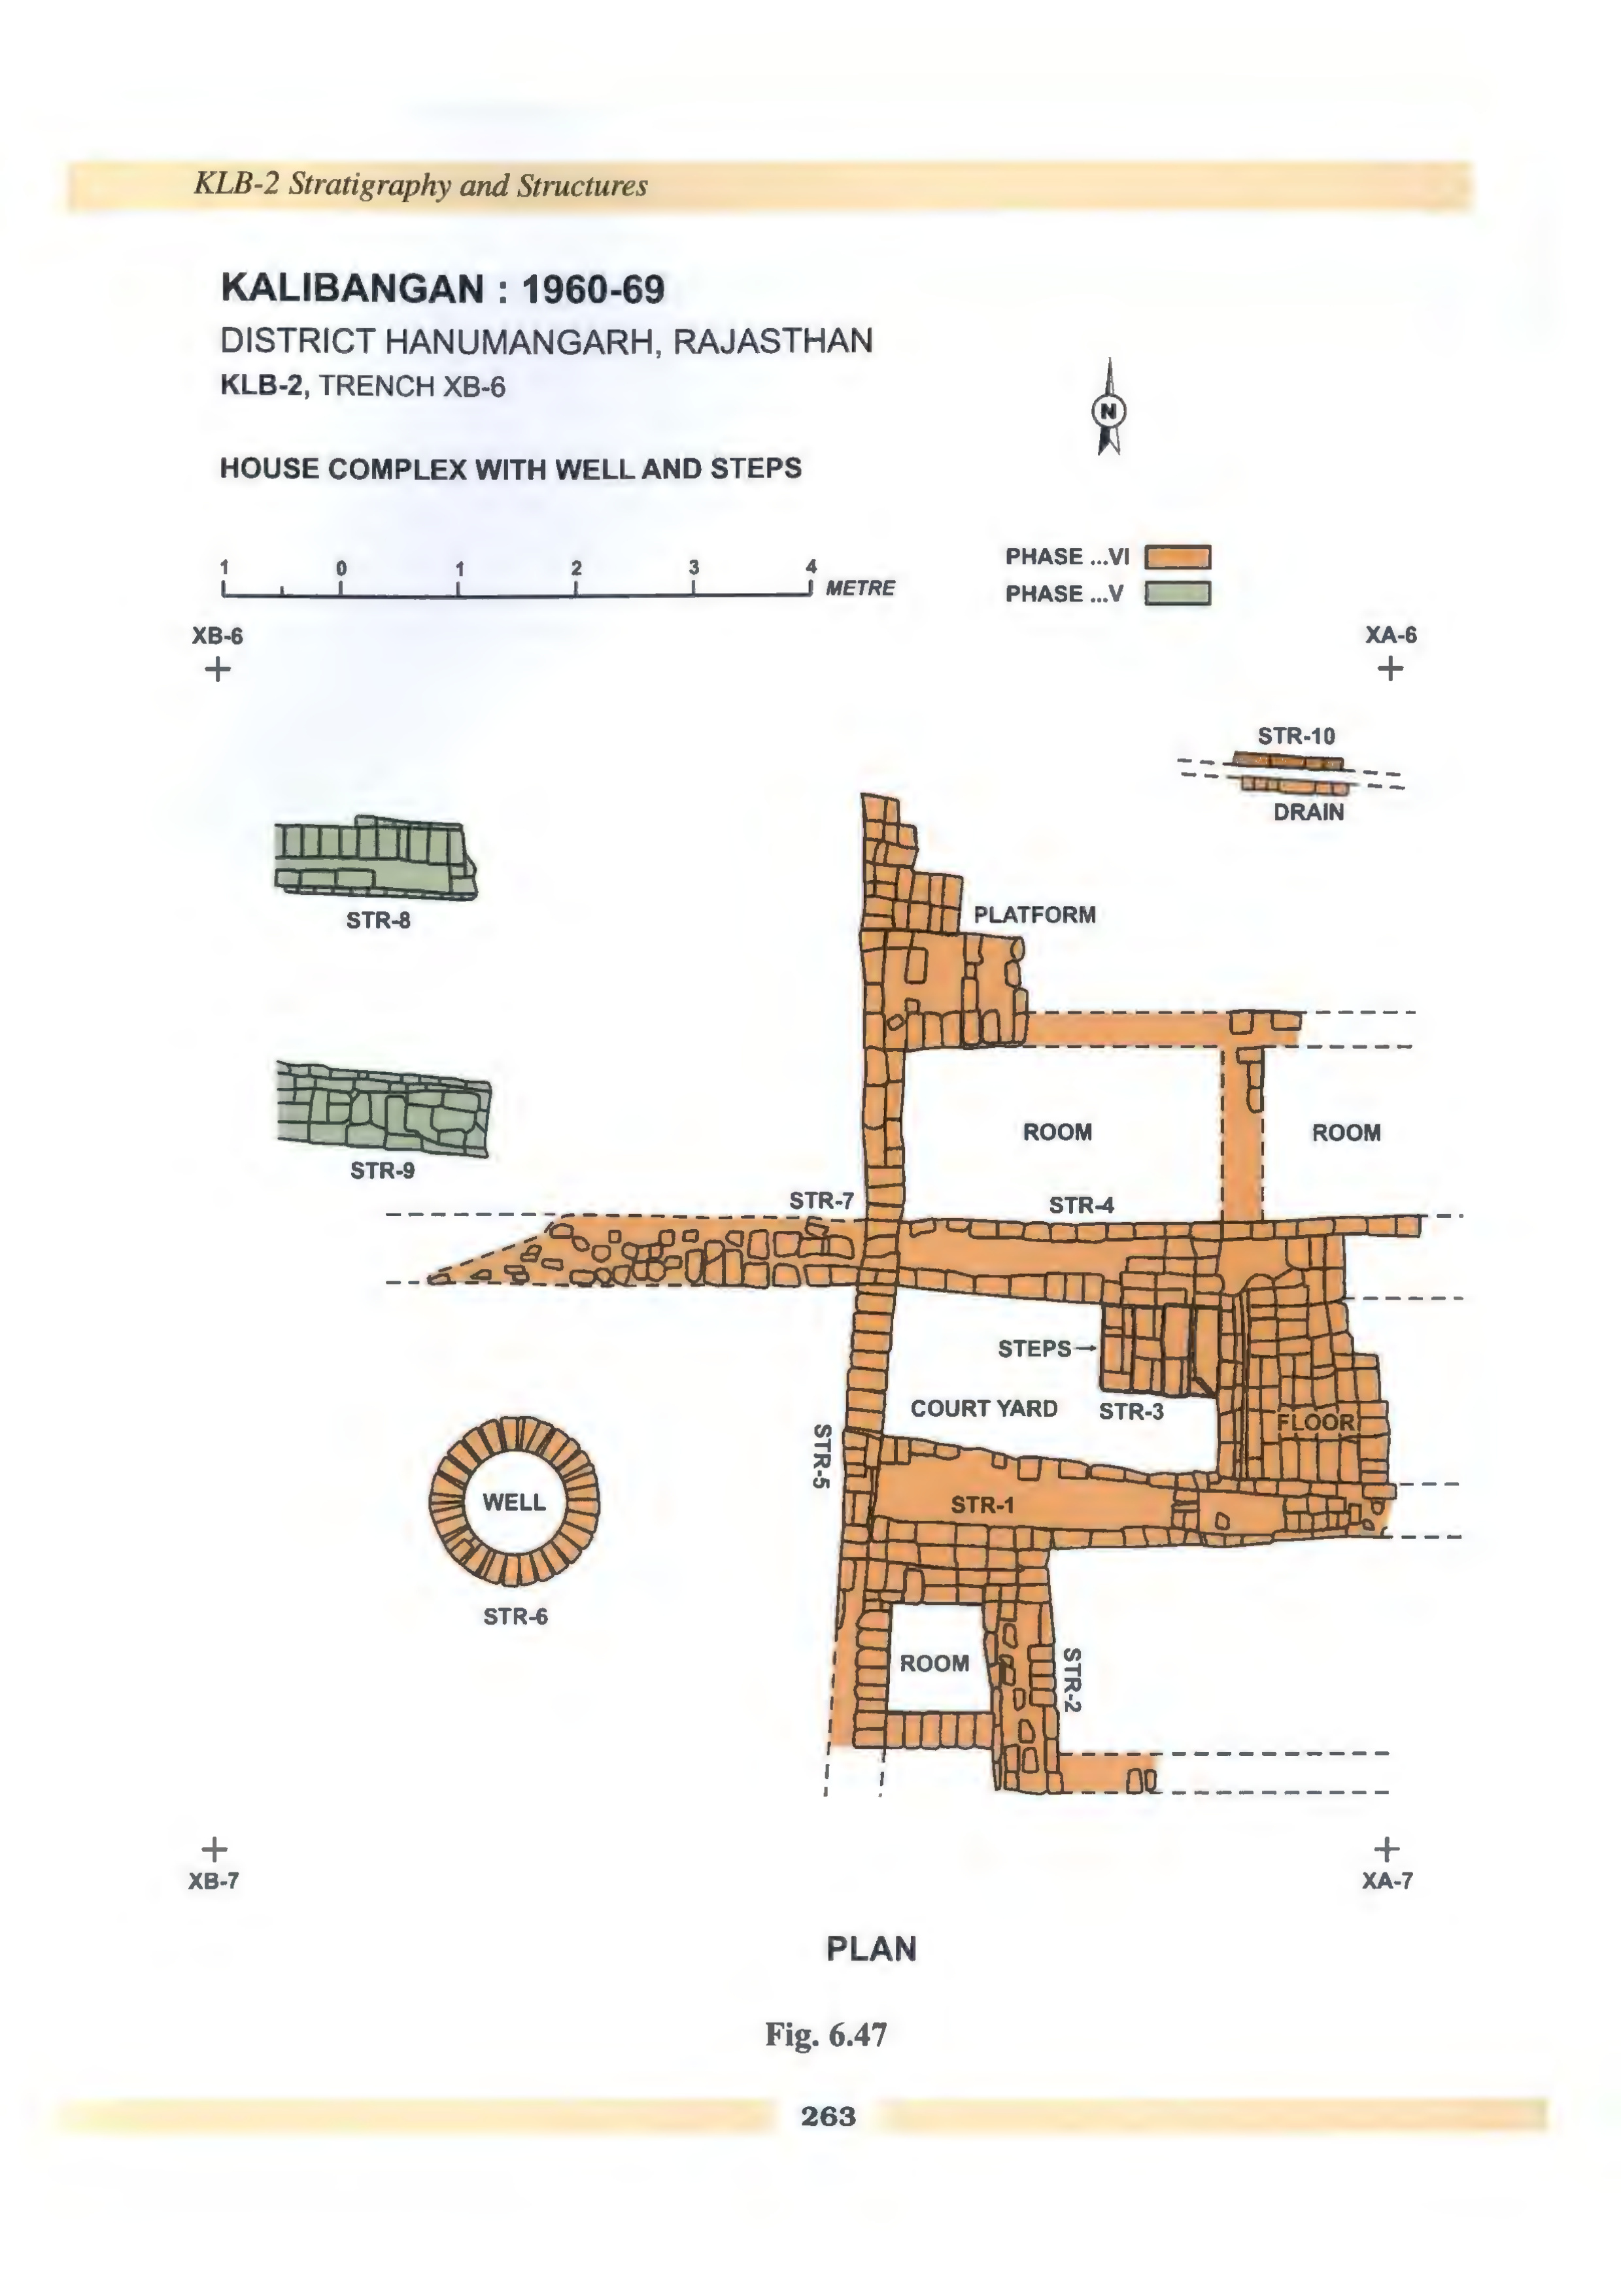 KLB-2 Stratigraphy and Structures
KALIBANGAN : 1960-69
DISTRICT HANUMANGARH, RAJASTHAN
KLB-2, TRENCH XB-6
N
HOUSE COMPLEX WITH WELL AND STEPS
1 0 1 2 3 4 METRE
PHASE ...VI
PHASE ...V
XB-6
XA-6
STR-10
DRAIN
STR-8
PLATFORM
ROOM
ROOM
STR-9
STR-7
STR-4
STEPS
COURT YARD
STR-3
FLOOR
STR-5
WELL
STR-1
STR-6
ROOM
STR-2
XB-7
XA-7
PLAN
Fig. 6.47
263